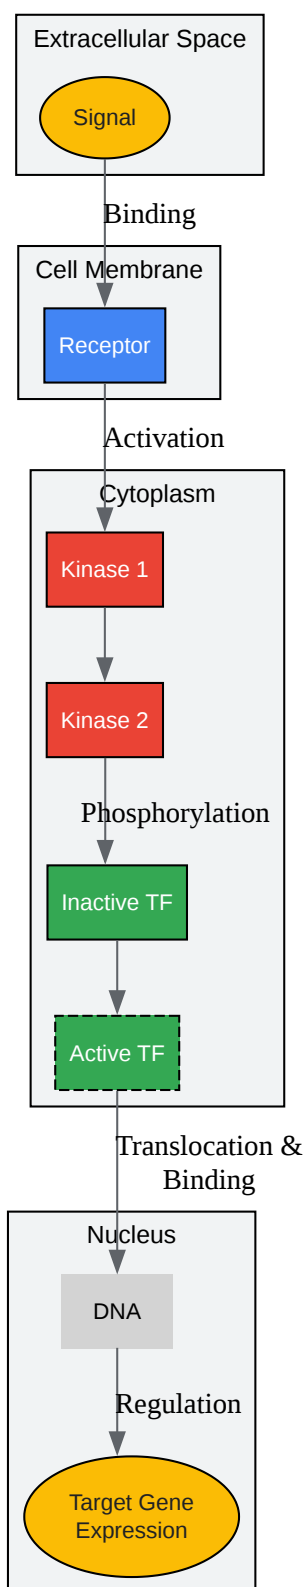 Extracellular Space
Signal
Binding
Cell Membrane
Receptor
Activation
Cytoplasm
Kinase 1
Kinase 2
Phosphorylation
Inactive TF
Active TF
Translocation &
Binding
Nucleus
DNA
Regulation
Target Gene
Expression